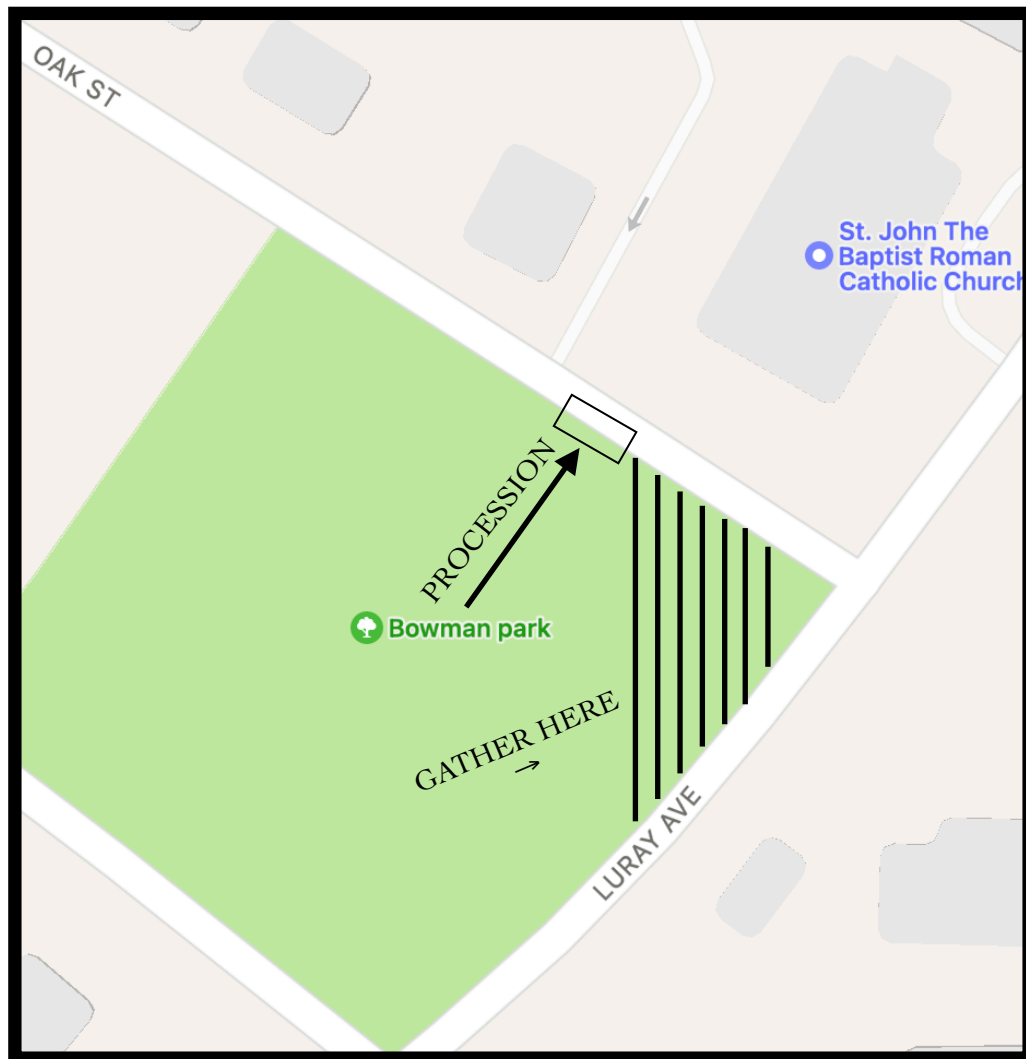 OAK ST
St. John The
Baptist Roman
Catholic Church
PROCESSION
Bowman park
GATHER HERE
LURAY AVE